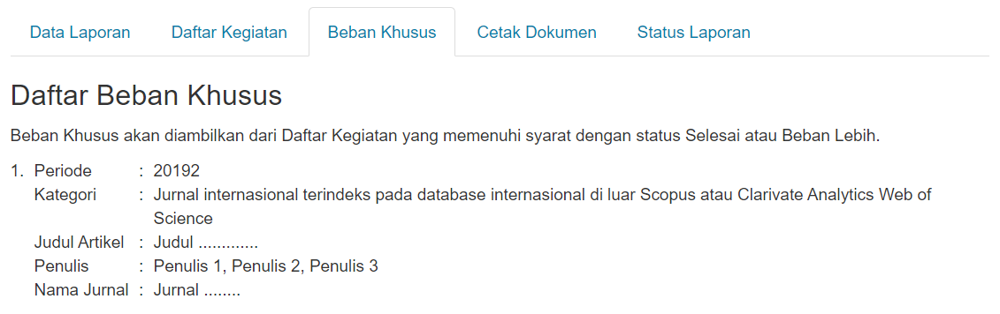 Data Laporan Daftar Kegiatan Beban Khusus Cetak Dokumen Status Laporan
Daftar Beban Khusus
Beban Khusus akan diambilkan dari Daftar Kegiatan yang memenuhi syarat dengan status Selesai atau Beban Lebih.
1. Periode : 20192
Kategori : Jurnal internasional terindeks pada database internasional di luar Scopus atau Clarivate Analytics Web of
Science
Judul Artikel : Judul .............
Penulis : Penulis 1, Penulis 2, Penulis 3
Nama Jurnal : Jurnal ........